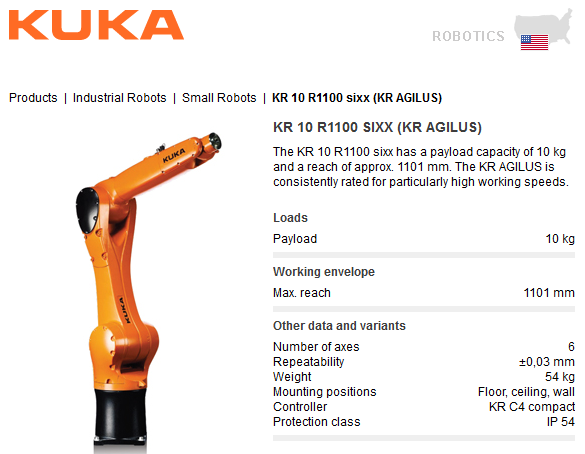 KUKA
ROBOTICS
Products | Industrial Robots | Small Robots | KR 10 R1100 sixx (KR AGILUS)
KR 10 R1100 SIXX (KR AGILUS)
The KR 10 R1100 sixx has a payload capacity of 10 kg
and a reach of approx. 1101 mm. The KR AGILUS is
consistently rated for particularly high working speeds.
Loads
Payload 10 kg
Working envelope
Max. reach 1101 mm
Other data and variants
Number of axes 6
Repeatability ±0,03 mm
Weight 54 kg
Mounting positions Floor, ceiling, wall
Controller KR C4 compact
Protection class IP 54
KUKA
KUKA